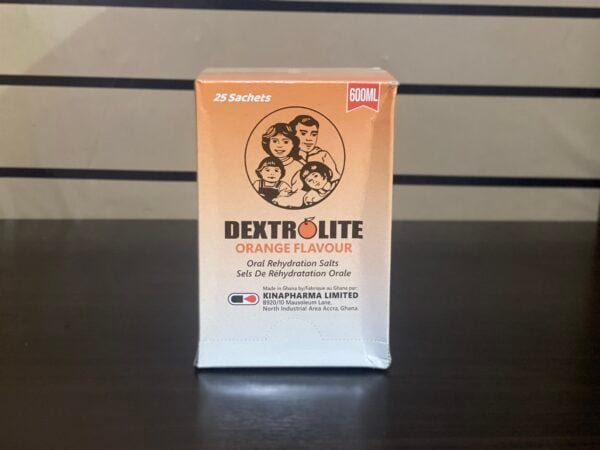 25 Sachets
600ML
DEXTROLITE
ORANGE FLAVOUR
Oral Rehydration Salts
Sels De Réhydratation Orale
Made in Ghana by/Fabrique au Ghana par:
KINAPHARMA LIMITED
B920/10 Mausoleum Lane,
North Industrial Area Accra, Ghana.